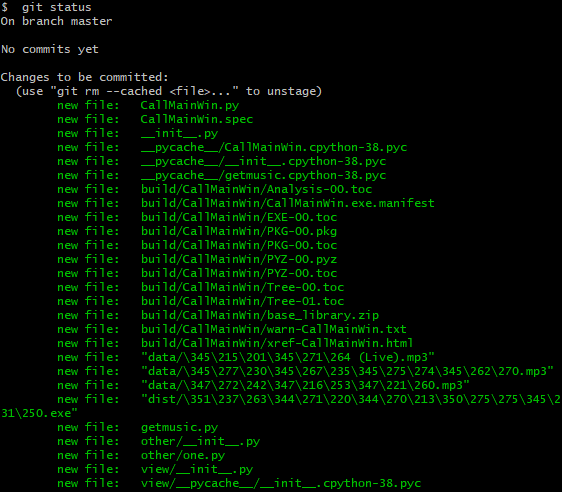 $  git status
On branch master

No commits yet

Changes to be committed:
  (use "git rm --cached <file>..." to unstage)
        new file:   CallMainWin.py
        new file:   CallMainWin.spec
        new file:   __init__.py
        new file:   __pycache__/CallMainWin.cpython-38.pyc
        new file:   __pycache__/__init__.cpython-38.pyc
        new file:   __pycache__/getmusic.cpython-38.pyc
        new file:   build/CallMainWin/Analysis-00.toc
        new file:   build/CallMainWin/CallMainWin.exe.manifest
        new file:   build/CallMainWin/EXE-00.toc
        new file:   build/CallMainWin/PKG-00.pkg
        new file:   build/CallMainWin/PKG-00.toc
        new file:   build/CallMainWin/PYZ-00.pyz
        new file:   build/CallMainWin/PYZ-00.toc
        new file:   build/CallMainWin/Tree-00.toc
        new file:   build/CallMainWin/Tree-01.toc
        new file:   build/CallMainWin/base_library.zip
        new file:   build/CallMainWin/warn-CallMainWin.txt
        new file:   build/CallMainWin/xref-CallMainWin.html
        new file:   "data/\345\215\201\345\271\264 (Live).mp3"
        new file:   "data/\345\277\230\345\267\235\345\275\274\345\262\270.mp3"
        new file:   "data/\347\272\242\347\216\253\347\221\260.mp3"
        new file:   "dist/\351\237\263\344\271\220\344\270\213\350\275\275\345\2
31\250.exe"
        new file:   getmusic.py
        new file:   other/__init__.py
        new file:   other/one.py
        new file:   view/__init__.py
        new file:   view/__pycache__/__init__.cpython-38.pyc